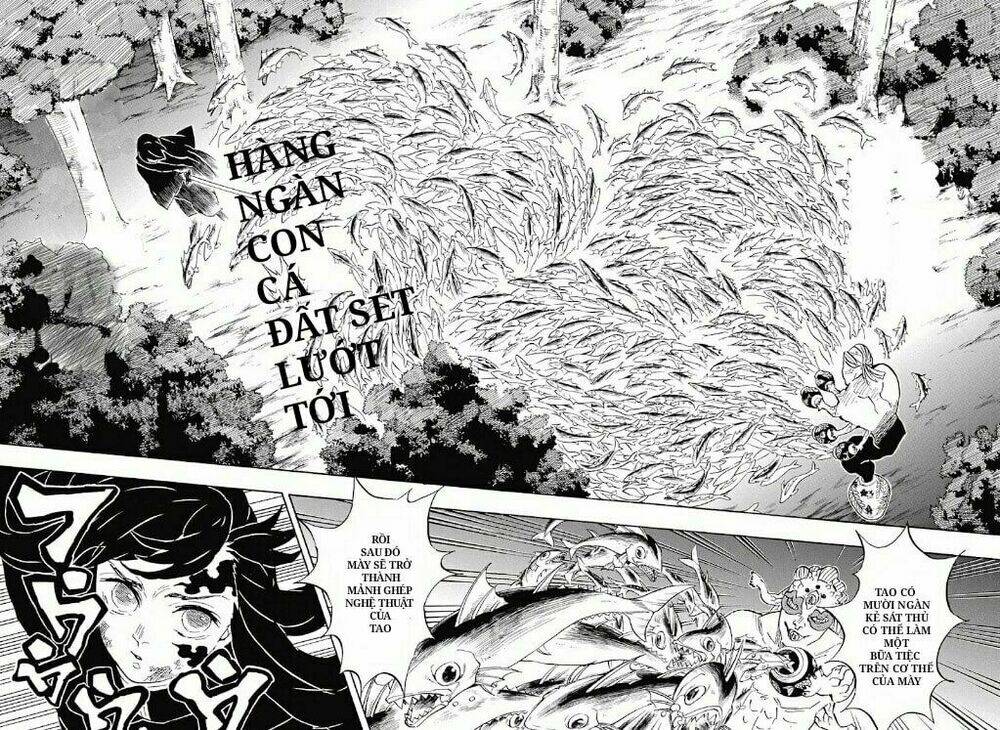 HÀNG
NGÀN
CON
CÁ
ĐẤT SÉT
LƯỚT
TỚI
TAO CÓ
MƯỜI NGÀN
KẺ SÁT THỦ
CÓ THỂ LÀM
MỘT
BỮA TIỆC
TRÊN CƠ THỂ
CỦA MÀY
RỒI
SAU ĐÓ
MÀY SẼ TRỞ
THÀNH
MẢNH GHÉP
NGHỆ THUẬT
CỦA
TAO